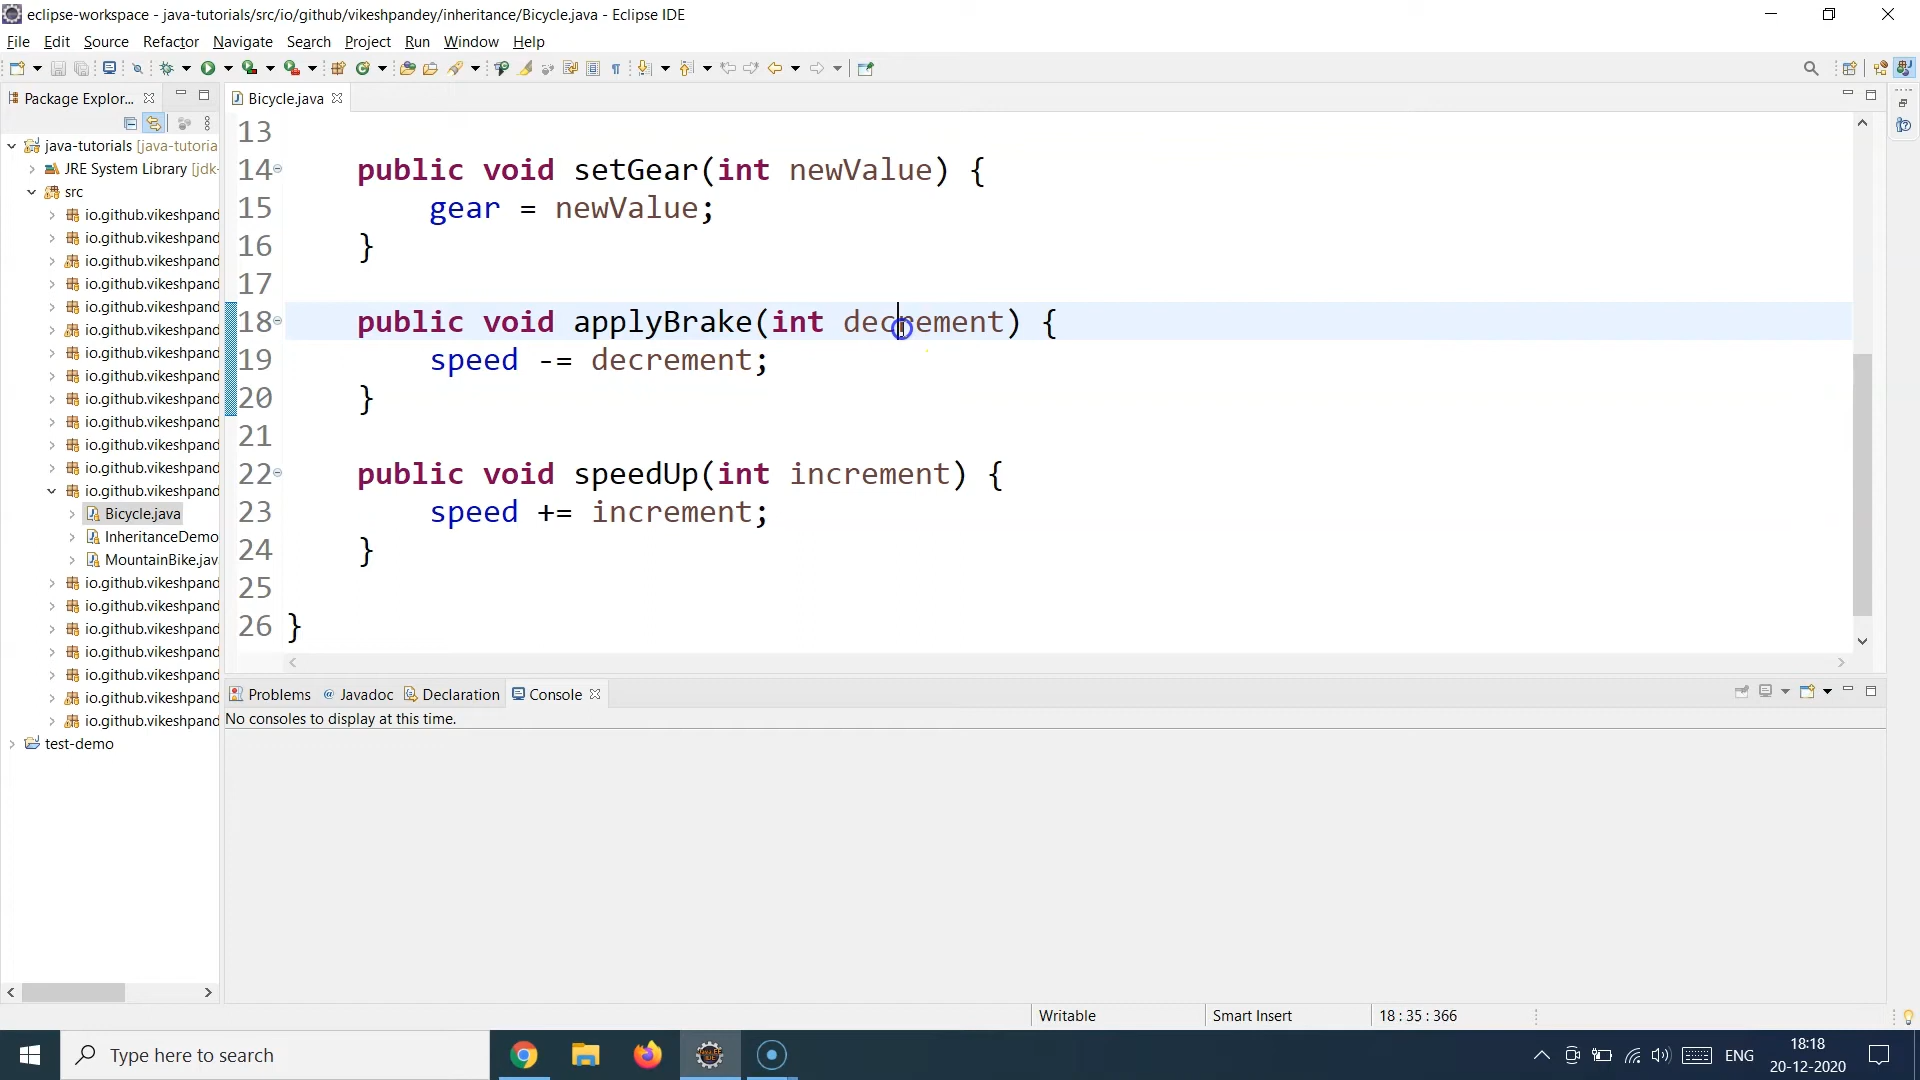 eclipse-workspace - java-tutorials/src/io/github/vikeshpandey/inheritance/Bicycle.java - Eclipse IDE
File Edit Source Refactor Navigate Search Project Run Window Help
Package Explor...
Bicycle.java
java-tutorials [java-tutoria
JRE System Library [jdk-
src
io.github.vikeshpand
io.github.vikeshpand
io.github.vikeshpand
io.github.vikeshpand
io.github.vikeshpand
io.github.vikeshpand
io.github.vikeshpand
io.github.vikeshpand
io.github.vikeshpand
io.github.vikeshpand
io.github.vikeshpand
io.github.vikeshpand
io.github.vikeshpand
Bicycle.java
InheritanceDemo
MountainBike.jav
io.github.vikeshpand
io.github.vikeshpand
io.github.vikeshpand
io.github.vikeshpand
io.github.vikeshpand
io.github.vikeshpand
io.github.vikeshpand
test-demo
13
14 public void setGear(int newValue) {
15 gear = newValue;
16 }
17
18 public void applyBrake(int decrement) {
19 speed -= decrement;
20 }
21
22 public void speedUp(int increment) {
23 speed += increment;
24 }
25
26 }
Problems @ Javadoc Declaration Console
No consoles to display at this time.
Writable Smart Insert 18 : 35 : 366
Type here to search
ENG
18:18
20-12-2020